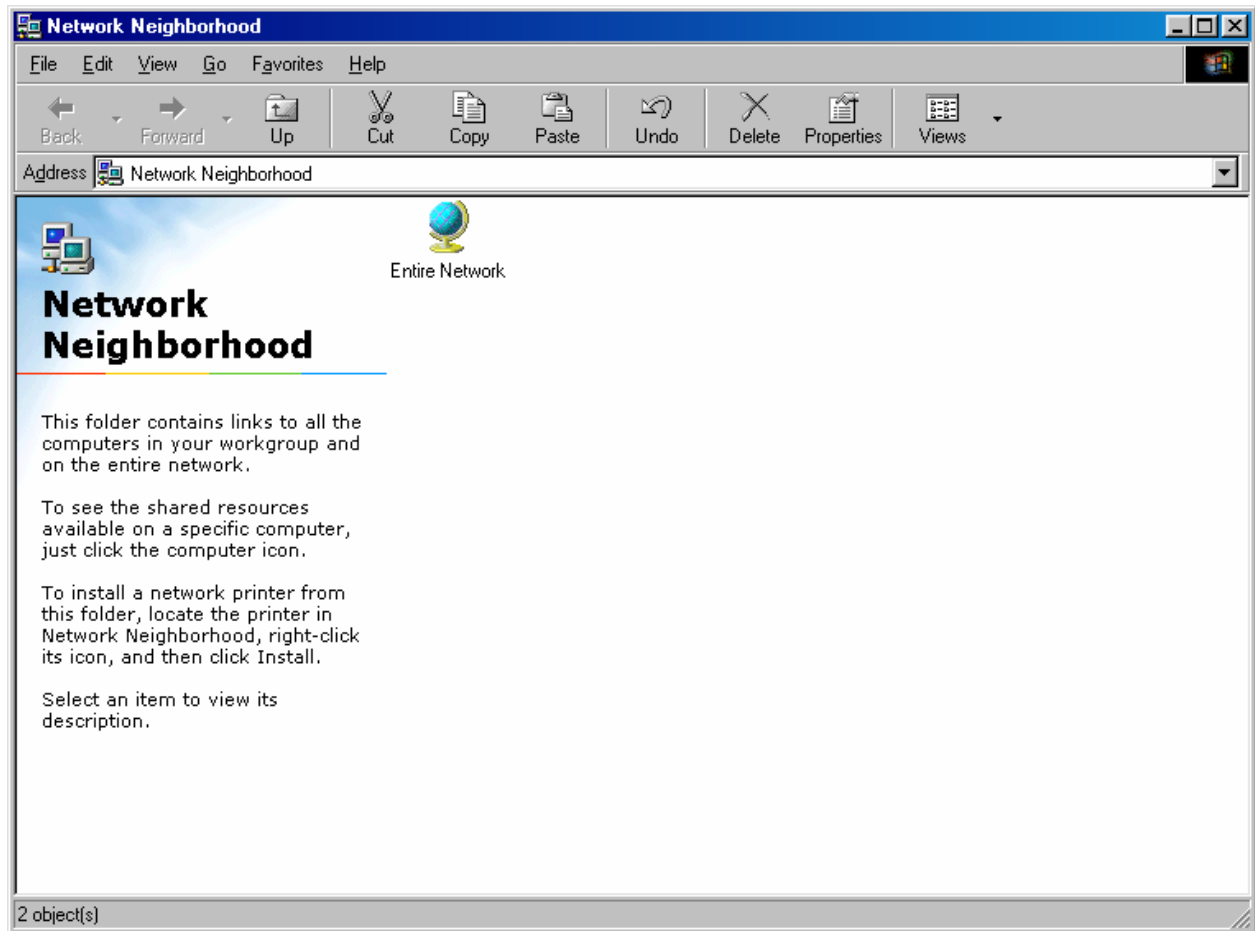 Network Neighborhood
File Edit View Go Favorites Help
Back Forward Up Cut Copy Paste Undo Delete Properties Views
Address Network Neighborhood
Entire Network
Network
Neighborhood
This folder contains links to all the
computers in your workgroup and
on the entire network.
To see the shared resources
available on a specific computer,
just click the computer icon.
To install a network printer from
this folder, locate the printer in
Network Neighborhood, right-click
its icon, and then click Install.
Select an item to view its
description.
2 object(s)